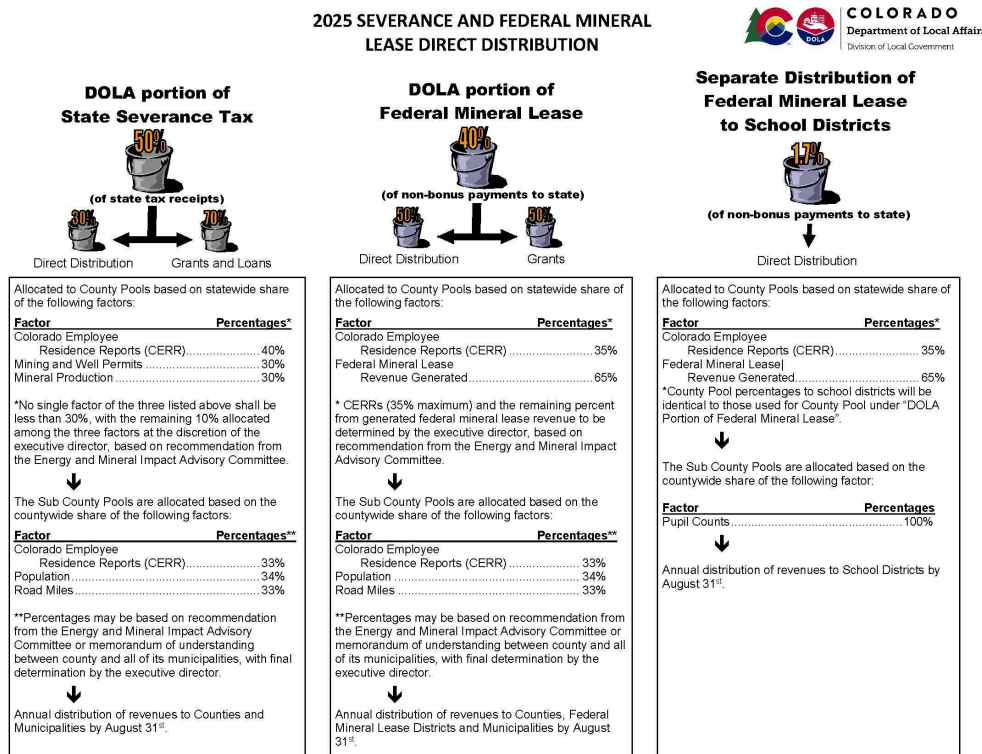 2025 SEVERANCE AND FEDERAL MINERAL
LEASE DIRECT DISTRIBUTION
COLORADO
Department of Local Affairs
Division of Local Government
DOLA
DOLA portion of
State Severance Tax
50%
(of state tax receipts)
30%
70%
Direct Distribution
Grants and Loans
Allocated to County Pools based on statewide share
of the following factors:
Factor Percentages*
Colorado Employee
Residence Reports (CERR)......................40%
Mining and Well Permits ..................................30%
Mineral Production ...........................................30%
*No single factor of the three listed above shall be
less than 30%, with the remaining 10% allocated
among the three factors at the discretion of the
executive director, based on recommendation from
the Energy and Mineral Impact Advisory Committee.
The Sub County Pools are allocated based on the
countywide share of the following factors:
Factor Percentages**
Colorado Employee
Residence Reports (CERR)......................33%
Population........................................................34%
Road Miles.......................................................33%
**Percentages may be based on recommendation
from the Energy and Mineral Impact Advisory
Committee or memorandum of understanding
between county and all of its municipalities, with final
determination by the executive director.
Annual distribution of revenues to Counties and
Municipalities by August 31st.
DOLA portion of
Federal Mineral Lease
40%
(of non-bonus payments to state)
50%
50%
Direct Distribution
Grants
Allocated to County Pools based on statewide share of
the following factors:
Factor Percentages*
Colorado Employee
Residence Reports (CERR) .........................35%
Federal Mineral Lease
Revenue Generated.....................................65%
* CERRs (35% maximum) and the remaining percent
from generated federal mineral lease revenue to be
determined by the executive director, based on
recommendation from the Energy and Mineral Impact
Advisory Committee.
The Sub County Pools are allocated based on the
countywide share of the following factors:
Factor Percentages**
Colorado Employee
Residence Reports (CERR) ...................... 33%
Population ........................................................ 34%
Road Miles ....................................................... 33%
**Percentages may be based on recommendation from
the Energy and Mineral Impact Advisory Committee or
memorandum of understanding between county and all
of its municipalities, with final determination by the
executive director.
Annual distribution of revenues to Counties, Federal
Mineral Lease Districts and Municipalities by August
31st.
Separate Distribution of
Federal Mineral Lease
to School Districts
1.7%
(of non-bonus payments to state)
Direct Distribution
Allocated to County Pools based on statewide share of
the following factors:
Factor Percentages*
Colorado Employee
Residence Reports (CERR) ......................... 35%
Federal Mineral Lease
Revenue Generated..................................... 65%
*County Pool percentages to school districts will be
identical to those used for County Pool under “DOLA
Portion of Federal Mineral Lease”.
The Sub County Pools are allocated based on the
countywide share of the following factor:
Factor Percentages
Pupil Counts................................................... 100%
Annual distribution of revenues to School Districts by
August 31st.